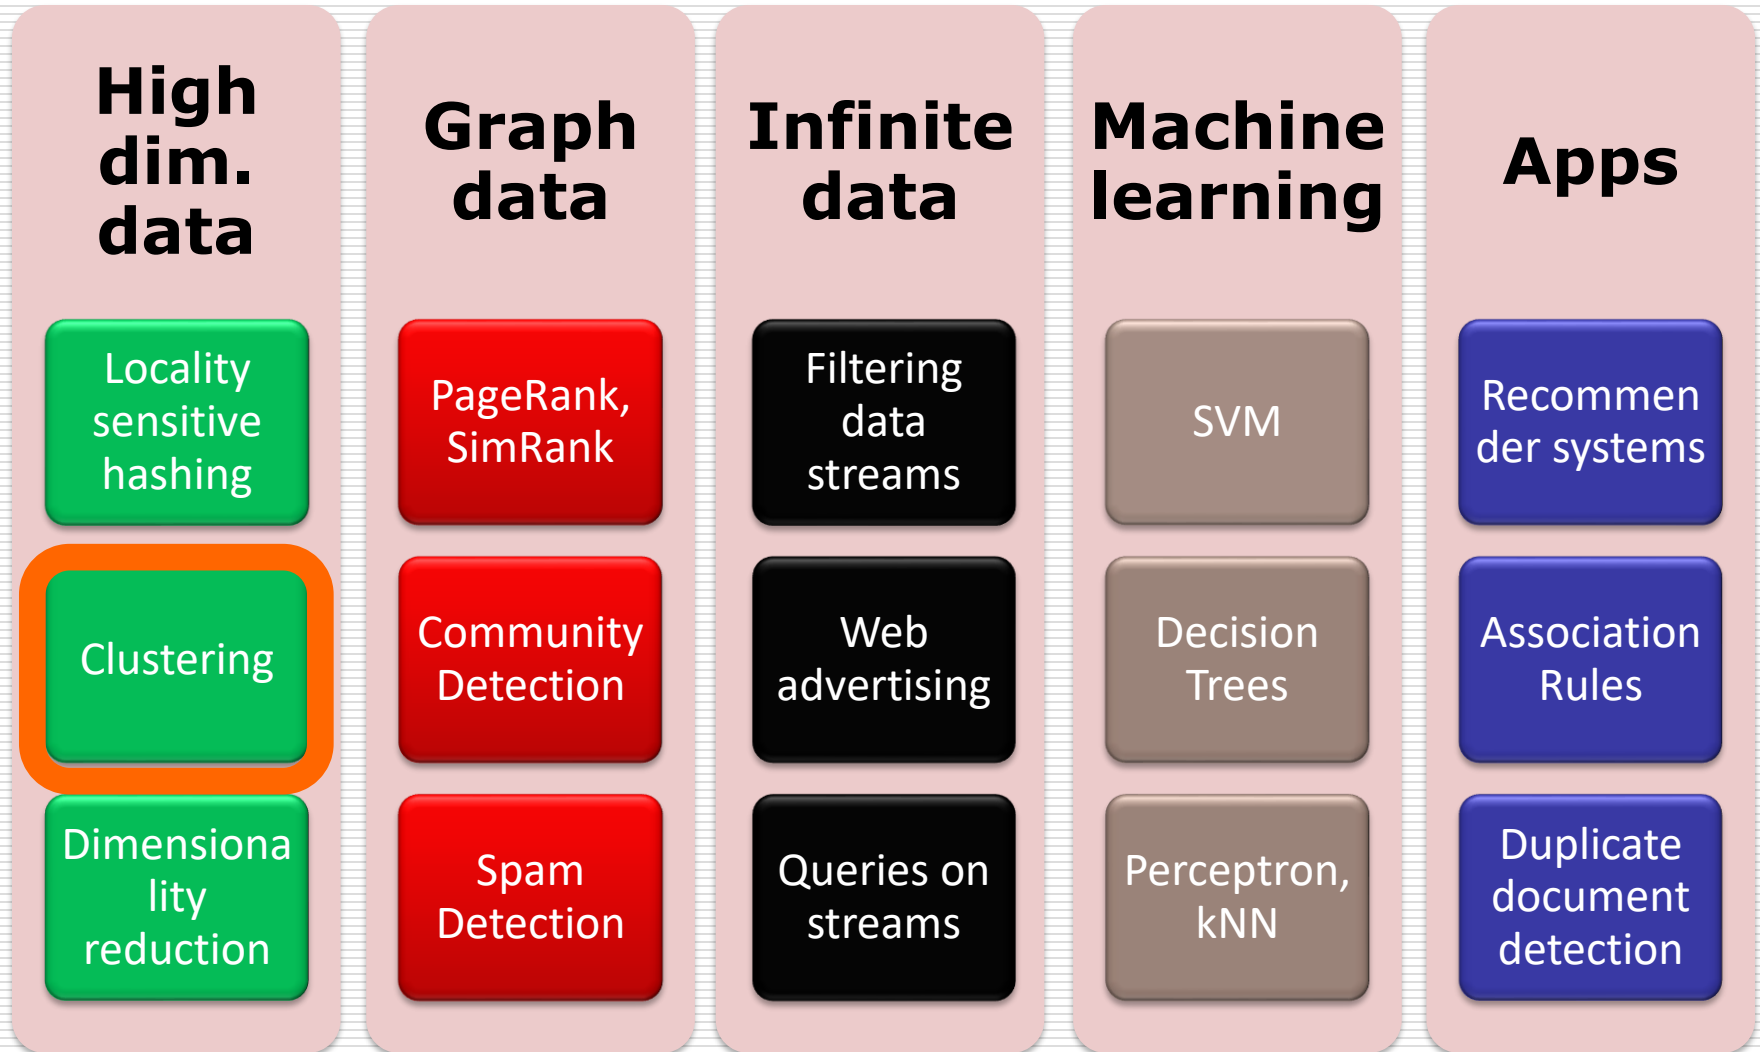 High
dim.
data
Locality
sensitive
hashing
Clustering
Dimensiona
lity
reduction
Graph
data
PageRank,
SimRank
Community
Detection
Spam
Detection
Infinite
data
Filtering
data
streams
Web
advertising
Queries on
streams
Machine
learning
SVM
Decision
Trees
Perceptron,
kNN
Apps
Recommen
der systems
Association
Rules
Duplicate
document
detection